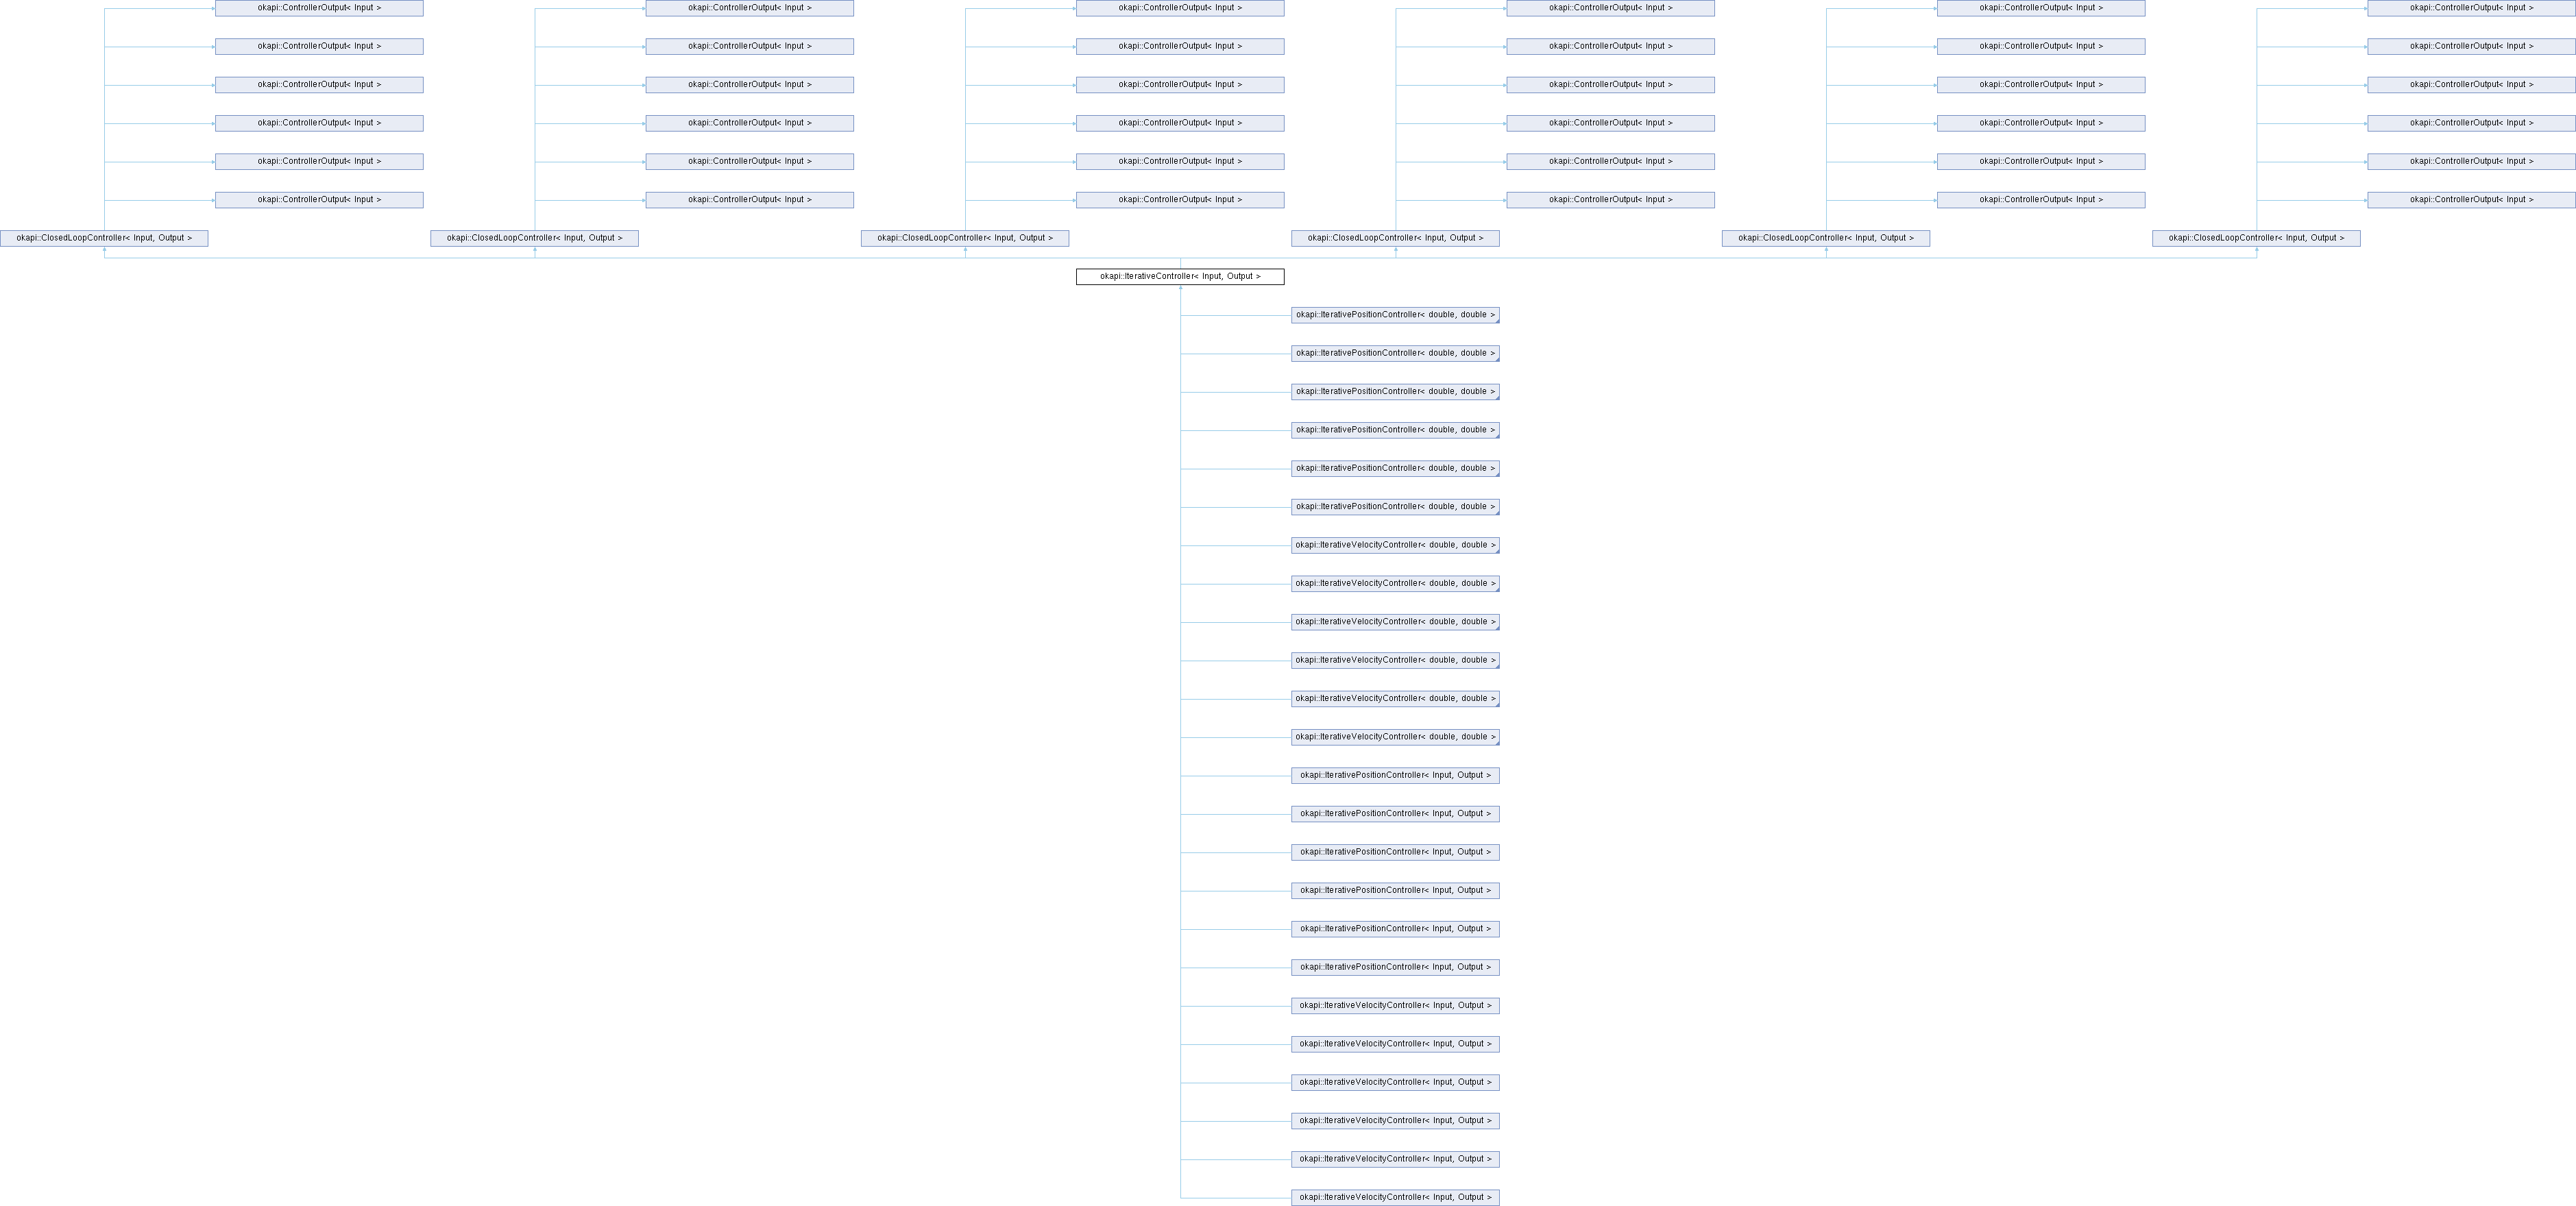 okapi::ControllerOutput< Input > okapi::ControllerOutput< Input > okapi::ControllerOutput< Input > okapi::ControllerOutput< Input > okapi::ControllerOutput< Input > okapi::ControllerOutput< Input >
okapi::ControllerOutput< Input > okapi::ControllerOutput< Input > okapi::ControllerOutput< Input > okapi::ControllerOutput< Input > okapi::ControllerOutput< Input > okapi::ControllerOutput< Input >
okapi::ControllerOutput< Input > okapi::ControllerOutput< Input > okapi::ControllerOutput< Input > okapi::ControllerOutput< Input > okapi::ControllerOutput< Input > okapi::ControllerOutput< Input >
okapi::ControllerOutput< Input > okapi::ControllerOutput< Input > okapi::ControllerOutput< Input > okapi::ControllerOutput< Input > okapi::ControllerOutput< Input > okapi::ControllerOutput< Input >
okapi::ControllerOutput< Input > okapi::ControllerOutput< Input > okapi::ControllerOutput< Input > okapi::ControllerOutput< Input > okapi::ControllerOutput< Input > okapi::ControllerOutput< Input >
okapi::ControllerOutput< Input > okapi::ControllerOutput< Input > okapi::ControllerOutput< Input > okapi::ControllerOutput< Input > okapi::ControllerOutput< Input > okapi::ControllerOutput< Input >
okapi::ClosedLoopController< Input, Output > okapi::ClosedLoopController< Input, Output > okapi::ClosedLoopController< Input, Output > okapi::ClosedLoopController< Input, Output > okapi::ClosedLoopController< Input, Output > okapi::ClosedLoopController< Input, Output >
okapi::IterativeController< Input, Output >
okapi::IterativePositionController< double, double >
okapi::IterativePositionController< double, double >
okapi::IterativePositionController< double, double >
okapi::IterativePositionController< double, double >
okapi::IterativePositionController< double, double >
okapi::IterativePositionController< double, double >
okapi::IterativeVelocityController< double, double >
okapi::IterativeVelocityController< double, double >
okapi::IterativeVelocityController< double, double >
okapi::IterativeVelocityController< double, double >
okapi::IterativeVelocityController< double, double >
okapi::IterativeVelocityController< double, double >
okapi::IterativePositionController< Input, Output >
okapi::IterativePositionController< Input, Output >
okapi::IterativePositionController< Input, Output >
okapi::IterativePositionController< Input, Output >
okapi::IterativePositionController< Input, Output >
okapi::IterativePositionController< Input, Output >
okapi::IterativeVelocityController< Input, Output >
okapi::IterativeVelocityController< Input, Output >
okapi::IterativeVelocityController< Input, Output >
okapi::IterativeVelocityController< Input, Output >
okapi::IterativeVelocityController< Input, Output >
okapi::IterativeVelocityController< Input, Output >